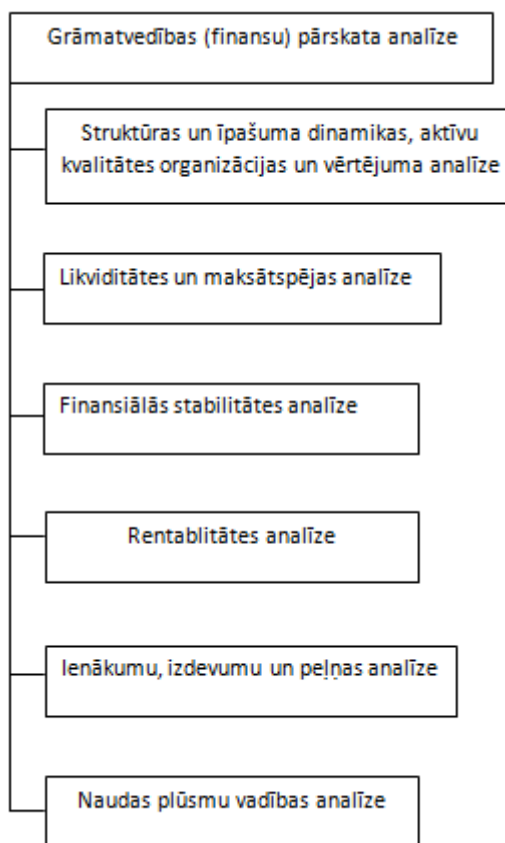 Grāmatvedības (finansu) pārskata analīze
Struktūras un īpašuma dinamikas, aktīvu
kvalitātes organizācijas un vērtējuma analīze
Likviditātes un maksātspējas analīze
Finansiālās stabilitātes analīze
Rentablitātes analīze
Ienākumu, izdevumu un peļņas analīze
Naudas plūsmu vadības analīze